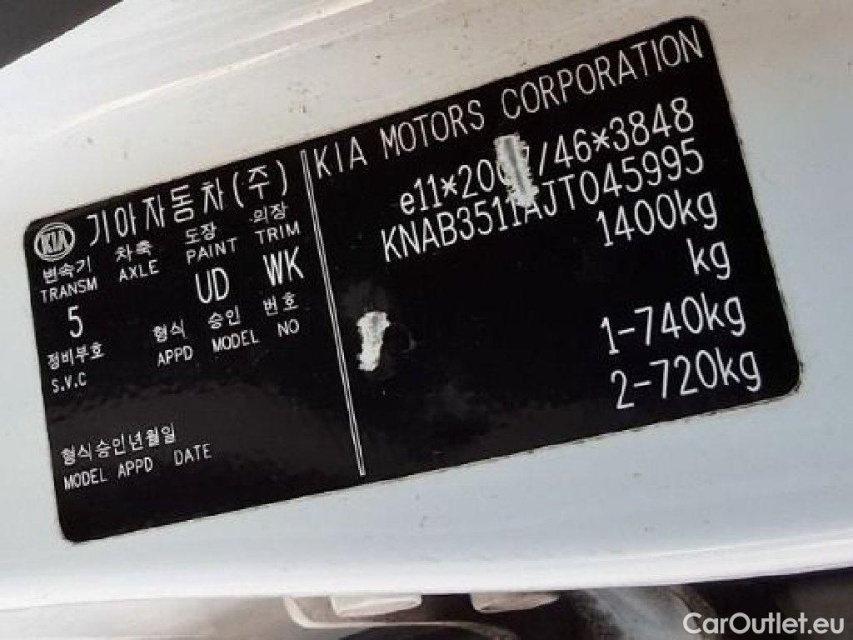 KIA 기아자동차(주)
변속기 차축 도장 의장
TRANSM AXLE PAINT TRIM
5 UD WK
정비부호 형식 승인 번호
S.V.C APPD MODEL NO
형식승인년월일
MODEL APPD DATE
KIA MOTORS CORPORATION
/46*3848
KNAB3511AJT045995
1400kg
kg
1-740kg
2-720kg
CarOutlet.eu